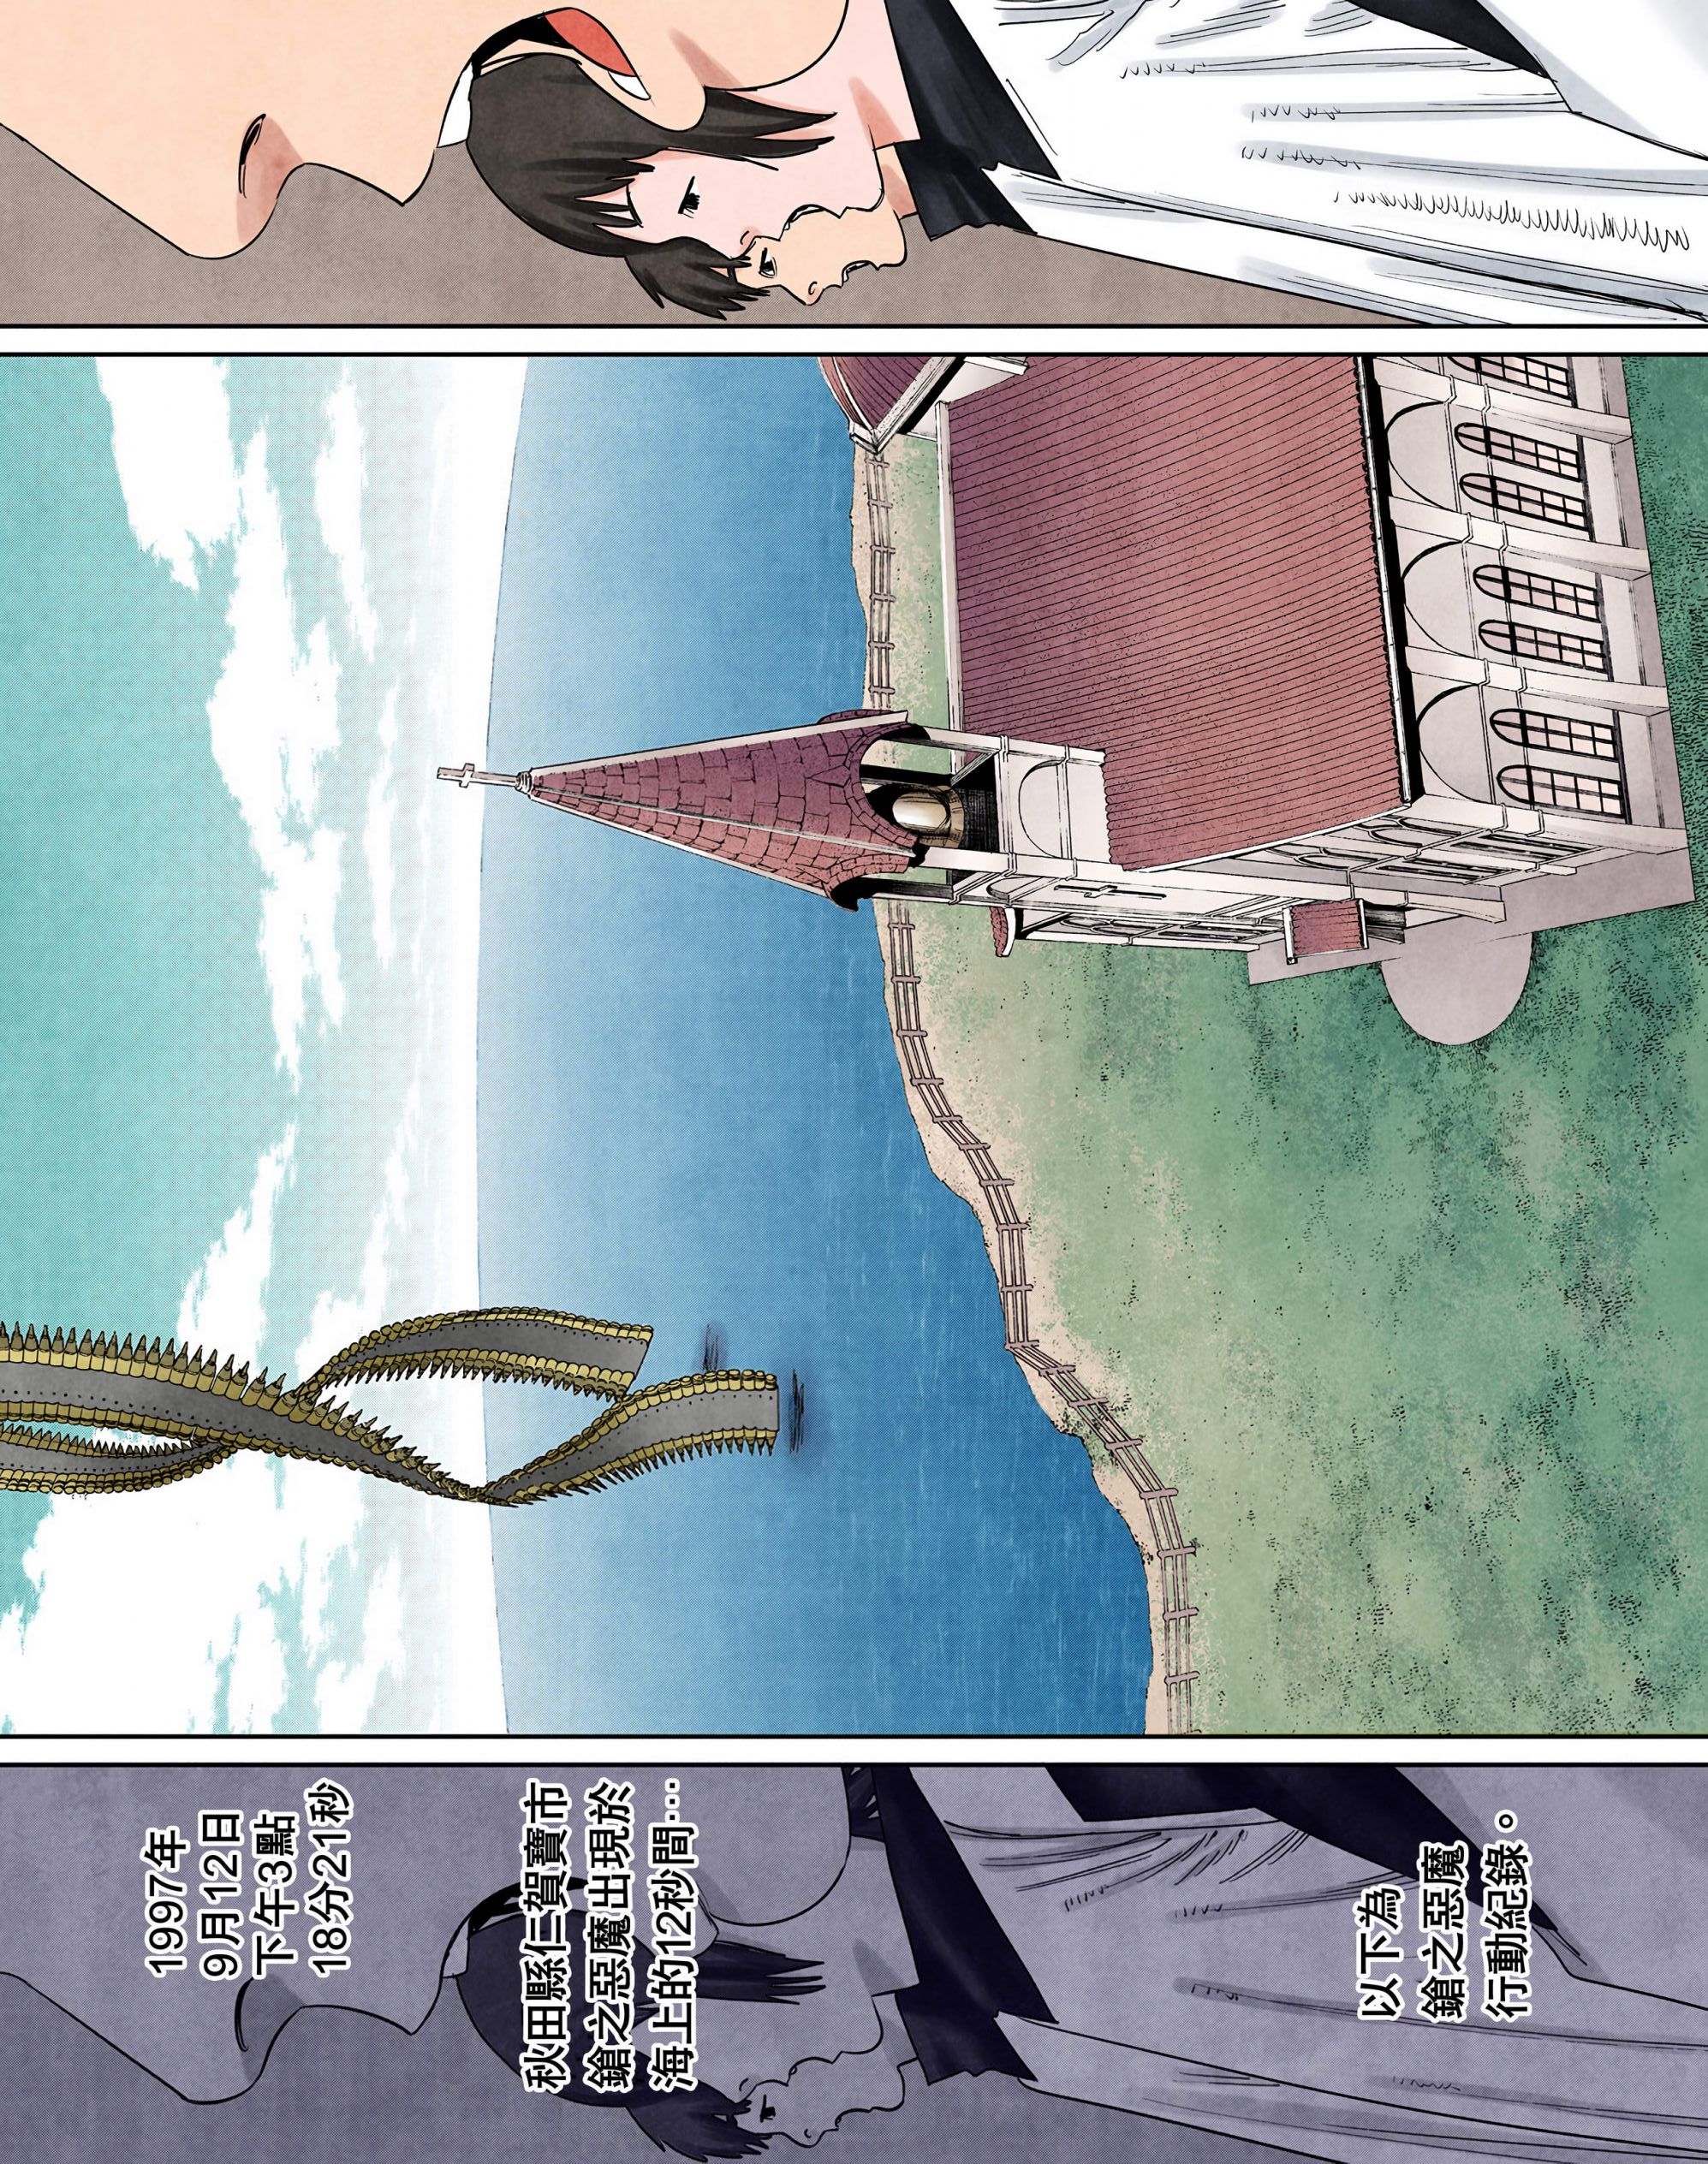 1997年
9月12日
下午3點
18分21秒
秋田縣仁賀寶市
鎗之惡魔出現於
海上的12秒間…
以下為
鎗之惡魔
行動紀錄。